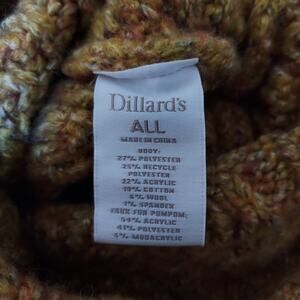 Dillard's
ALL
MADE IN CHINA
BODY:
27% POLYESTER
25% RECYCLE
POLYESTER
22% ACRYLIC
19% COTTON
6% WOOL
1% SPANDEX
FAUX FUR POMPOM:
54% ACRYLIC
41% POLYESTER
5% MODACRYLIC